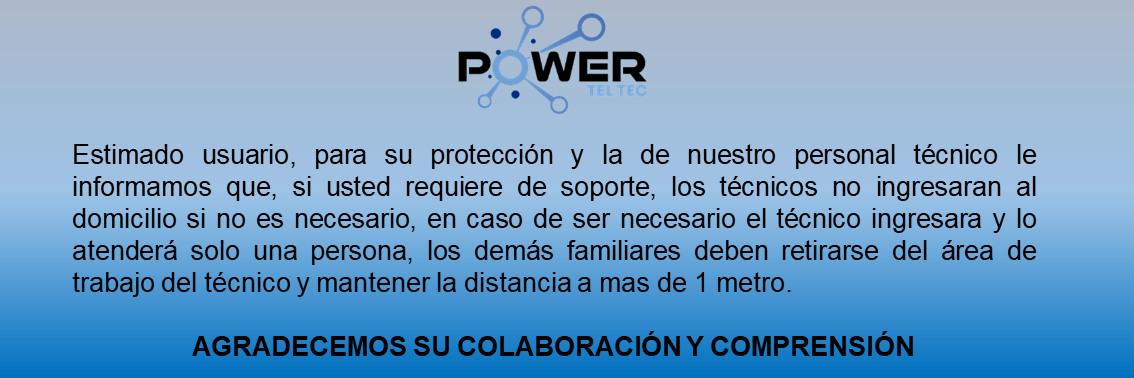 POWER
TEL TEC
Estimado usuario, para su protección y la de nuestro personal técnico le
informamos que, si usted requiere de soporte, los técnicos no ingresaran al
domicilio si no es necesario, en caso de ser necesario el técnico ingresara y lo
atenderá solo una persona, los demás familiares deben retirarse del área de
trabajo del técnico y mantener la distancia a mas de 1 metro.
AGRADECEMOS SU COLABORACIÓN Y COMPRENSIÓN